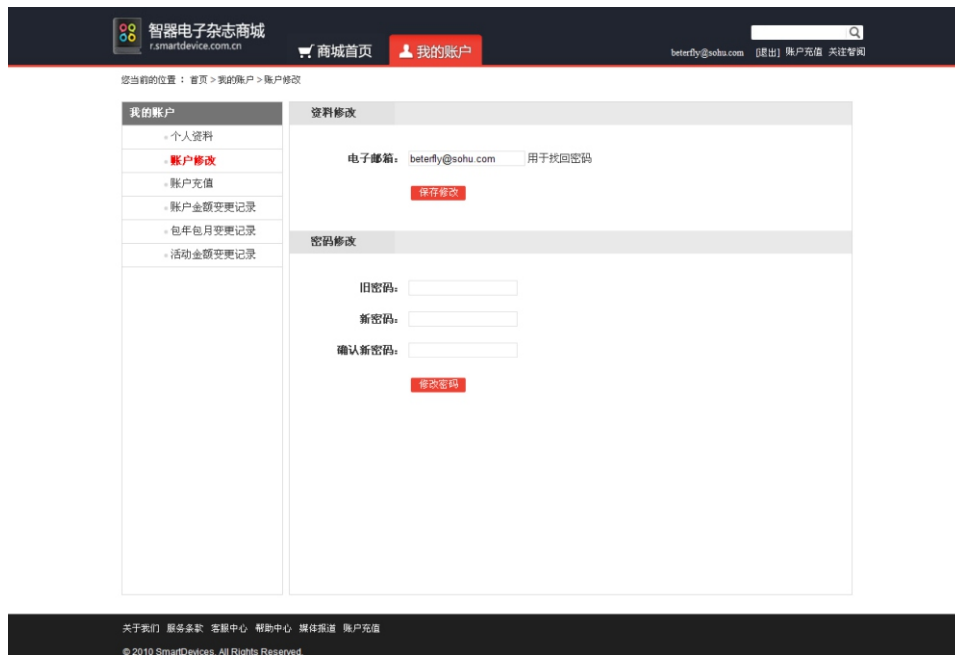 智器电子杂志商城
r.smartdevice.com.cn
商城首页
我的账户
beterfly@sohu.com [退出] 账户充值 关注智阅
您当前的位置 : 首页 > 我的账户 > 账户修改
我的账户
个人资料
账户修改
账户充值
账户金额变更记录
包年包月变更记录
活动金额变更记录
资料修改
电子邮箱: beterfly@sohu.com 用于找回密码
保存修改
密码修改
旧密码:
新密码:
确认新密码:
修改密码
关于我们 服务条款 客服中心 帮助中心 媒体报道 账户充值
© 2010 SmartDevices. All Rights Reserved.